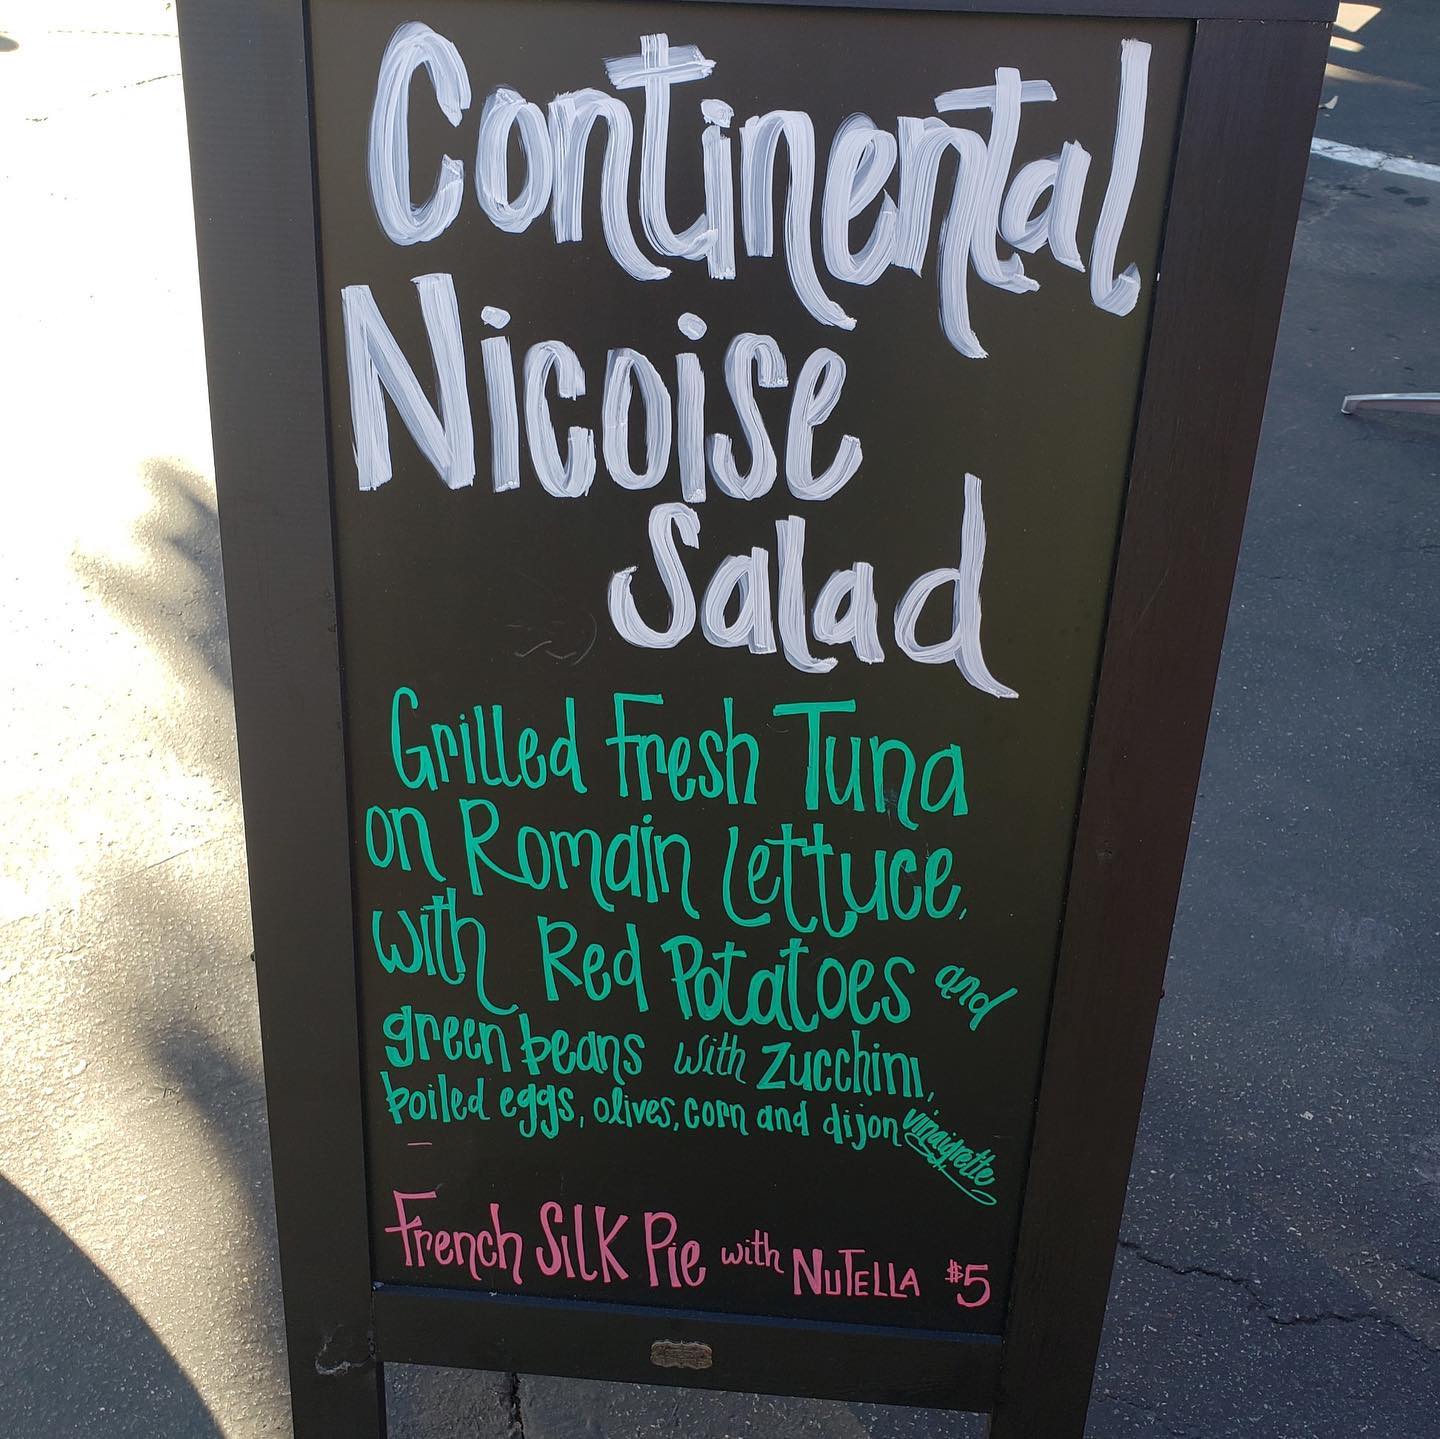 Continental
Nicoise
Salad
Grilled Fresh Tuna
on Romain Lettuce,
with Red Potatoes and
green beans with Zucchini,
boiled eggs, olives, corn and dijon vinaigrette
French Silk Pie with NUTELLA $5